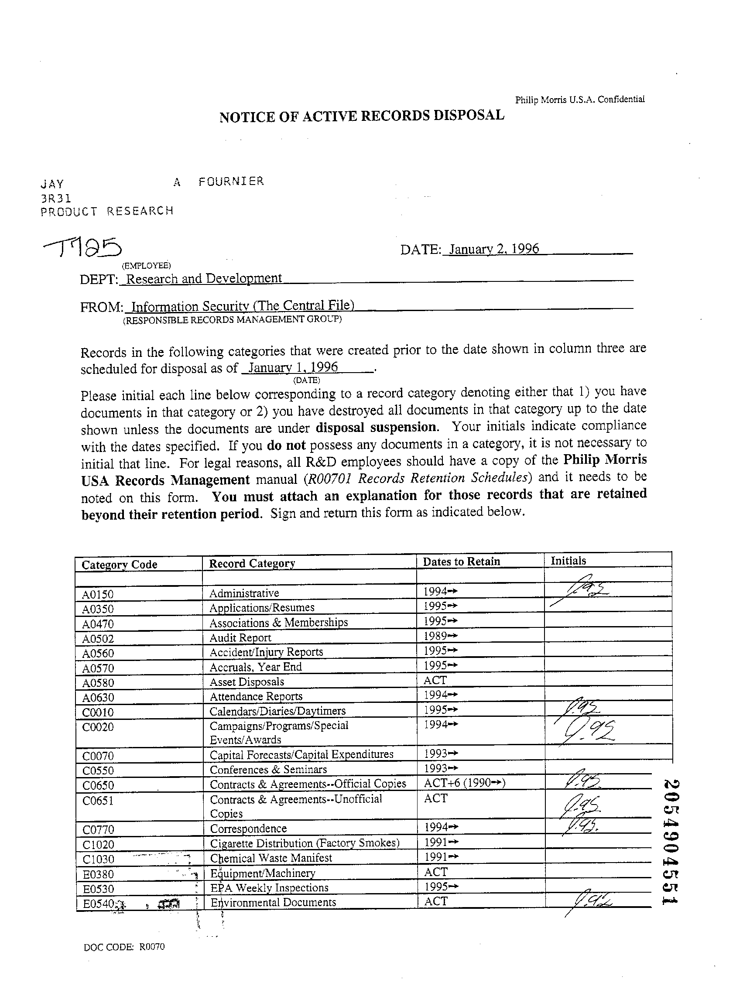 Philip Morris U.S.A. Confidential
NOTICE OF ACTIVE RECORDS DISPOSAL
JAY A FOURNIER
3R31
PRODUCT RESEARCH
DATE: January 2, 1996
(EMPLOYEE)
DEPT: Research and Development
FROM: Information Security (The Central File)
(RESPONSIBLE RECORDS MANAGEMENT GROUP)
Records in the following categories that were created prior to the date shown in column three are
scheduled for disposal as of January 1, 1996.
(DATE)
Please initial each line below corresponding to a record category denoting either that 1) you have
documents in that category or 2) you have destroyed all documents in that category up to the date
shown unless the documents are under disposal suspension. Your initials indicate compliance
with the dates specified. If you do not possess any documents in a category, it is not necessary to
initial that line. For legal reasons, all R&D employees should have a copy of the Philip Morris
USA Records Management manual (R00701 Records Retention Schedules) and it needs to be
noted on this form. You must attach an explanation for those records that are retained
beyond their retention period. Sign and return this form as indicated below.
Category Code Record Category Dates to Retain Initials
A0150 Administrative 1994→
A0350 Applications/Resumes 1995→
A0470 Associations & Memberships 1995→
A0502 Audit Report 1989→
A0560 Accident/Injury Reports 1995→
A0570 Accruals, Year End 1995→
A0580 Asset Disposals ACT
A0630 Attendance Reports 1994→
C0010 Calendars/Diaries/Daytimers 1995→
C0020 Campaigns/Programs/Special 1994→
Events/Awards
C0070 Capital Forecasts/Capital Expenditures 1993→
C0550 Conferences & Seminars 1993→
C0650 Contracts & Agreements--Official Copies ACT+6 (1990→)
C0651 Contracts & Agreements--Unofficial ACT
Copies
C0770 Correspondence 1994→
C1020 Cigarette Distribution (Factory Smokes) 1991→
C1030 Chemical Waste Manifest 1991→
E0380 Equipment/Machinery ACT
E0530 EPA Weekly Inspections 1995→
E0540 Environmental Documents ACT
2054904551
DOC CODE: R0070